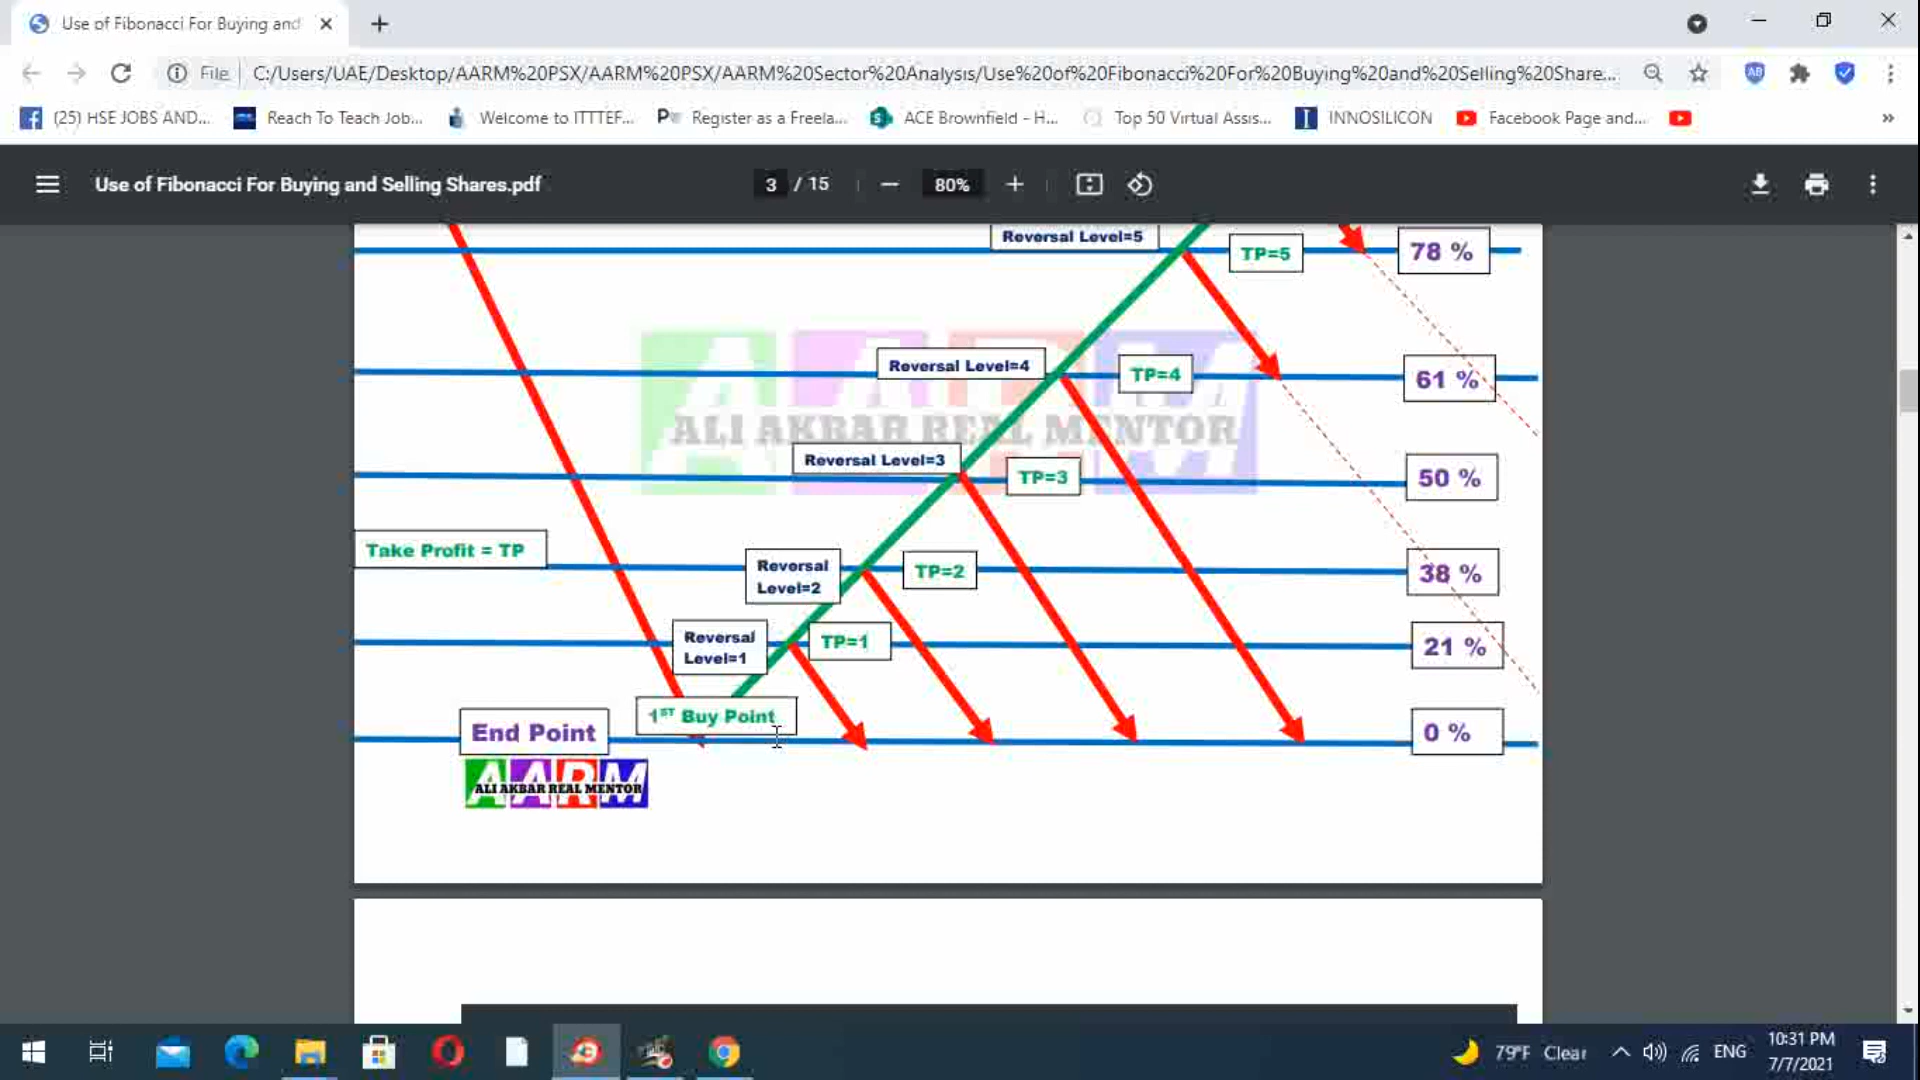 Use of Fibonacci For Buying and
File C:/Users/UAE/Desktop/AARM%20PSX/AARM%20PSX/AARM%20Sector%20Analysis/Use%20of%20Fibonacci%20For%20Buying%20and%20Selling%20Share...
(25) HSE JOBS AND... Reach To Teach Job... Welcome to ITTTEF... Register as a Freela... ACE Brownfield - H... Top 50 Virtual Assis... INNOSILICON Facebook Page and... »
Use of Fibonacci For Buying and Selling Shares.pdf 3 / 15 80%
Reversal Level=5
TP=5 78 %
Reversal Level=4 TP=4 61 %
ALI AKBAR REAL MENTOR
Reversal Level=3
TP=3 50 %
Take Profit = TP
Reversal
Level=2
TP=2 38 %
Reversal
Level=1
TP=1 21 %
1ST Buy Point
End Point 0 %
AARM
ALI AKBAR REAL MENTOR
79°F Clear ENG
10:31 PM
7/7/2021